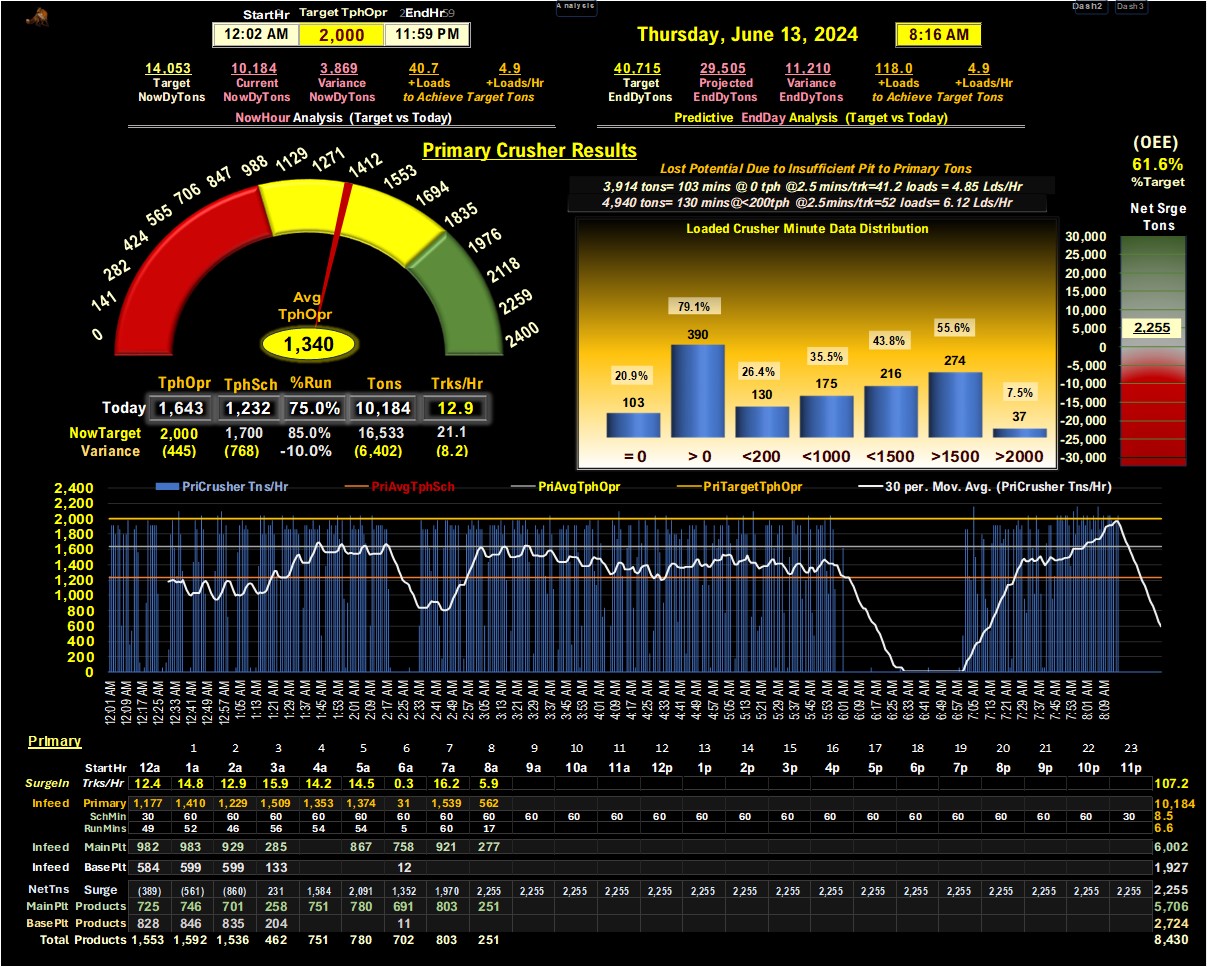 Analysis
Dash2 Dash3
StartHr Target TphOpr EndHr
12:02 AM 2,000 11:59 PM
Thursday, June 13, 2024 8:16 AM
14,053 10,184 3,869 40.7 4.9
Target Current Variance +Loads +Loads/Hr
NowDyTons NowDyTons NowDyTons to Achieve Target Tons
NowHour Analysis (Target vs Today)
40,715 29,505 11,210 118.0 4.9
Target Projected Variance +Loads +Loads/Hr
EndDyTons EndDyTons EndDyTons to Achieve Target Tons
Predictive EndDay Analysis (Target vs Today)
(OEE)
61.6%
%Target
Primary Crusher Results
0 141 282 424 565 706 847 988 1129 1271 1412 1553 1694 1835 1976 2118 2259 2400
Avg
TphOpr
1,340
TphOpr TphSch %Run Tons Trks/Hr
Today 1,643 1,232 75.0% 10,184 12.9
NowTarget 2,000 1,700 85.0% 16,533 21.1
Variance (445) (768) -10.0% (6,402) (8.2)
Lost Potential Due to Insufficient Pit to Primary Tons
3,914 tons= 103 mins @ 0 tph @2.5 mins/trk=41.2 loads = 4.85 Lds/Hr
4,940 tons= 130 mins@<200tph @2.5mins/trk=52 loads= 6.12 Lds/Hr
Loaded Crusher Minute Data Distribution
20.9% 79.1% 26.4% 35.5% 43.8% 55.6% 7.5%
103 390 130 175 216 274 37
= 0 > 0 <200 <1000 <1500 >1500 >2000
Net Srge
Tons
30,000
25,000
20,000
15,000
10,000
5,000
0
-5,000
-10,000
-15,000
-20,000
-25,000
-30,000
2,255
PriCrusher Tns/Hr PriAvgTphSch PriAvgTphOpr PriTargetTphOpr 30 per. Mov. Avg. (PriCrusher Tns/Hr)
2,400
2,200
2,000
1,800
1,600
1,400
1,200
1,000
800
600
400
200
0
12:01 AM 12:09 AM 12:17 AM 12:25 AM 12:33 AM 12:41 AM 12:49 AM 12:57 AM 1:05 AM 1:13 AM 1:21 AM 1:29 AM 1:37 AM 1:45 AM 1:53 AM 2:01 AM 2:09 AM 2:17 AM 2:25 AM 2:33 AM 2:41 AM 2:49 AM 2:57 AM 3:05 AM 3:13 AM 3:21 AM 3:29 AM 3:37 AM 3:45 AM 3:53 AM 4:01 AM 4:09 AM 4:17 AM 4:25 AM 4:33 AM 4:41 AM 4:49 AM 4:57 AM 5:05 AM 5:13 AM 5:21 AM 5:29 AM 5:37 AM 5:45 AM 5:53 AM 6:01 AM 6:09 AM 6:17 AM 6:25 AM 6:33 AM 6:41 AM 6:49 AM 6:57 AM 7:05 AM 7:13 AM 7:21 AM 7:29 AM 7:37 AM 7:45 AM 7:53 AM 8:01 AM 8:09 AM
Primary
1 2 3 4 5 6 7 8 9 10 11 12 13 14 15 16 17 18 19 20 21 22 23
StartHr 12a 1a 2a 3a 4a 5a 6a 7a 8a 9a 10a 11a 12p 1p 2p 3p 4p 5p 6p 7p 8p 9p 10p 11p
SurgeIn Trks/Hr 12.4 14.8 12.9 15.9 14.2 14.5 0.3 16.2 5.9 107.2
Infeed Primary 1,177 1,410 1,229 1,509 1,353 1,374 31 1,539 562 10,184
SchMin 30 60 60 60 60 60 60 60 60 60 60 60 60 60 60 60 60 60 60 60 60 60 60 30 8.5
RunMins 49 52 46 56 54 54 5 60 17 6.6
Infeed MainPlt 982 983 929 285 867 758 921 277 6,002
Infeed BasePlt 584 599 599 133 12 1,927
NetTns Surge (389) (561) (860) 231 1,584 2,091 1,352 1,970 2,255 2,255 2,255 2,255 2,255 2,255 2,255 2,255 2,255 2,255 2,255 2,255 2,255 2,255 2,255 2,255 2,255
MainPlt Products 725 746 701 258 751 780 691 803 251 5,706
BasePlt Products 828 846 835 204 11 2,724
Total Products 1,553 1,592 1,536 462 751 780 702 803 251 8,430